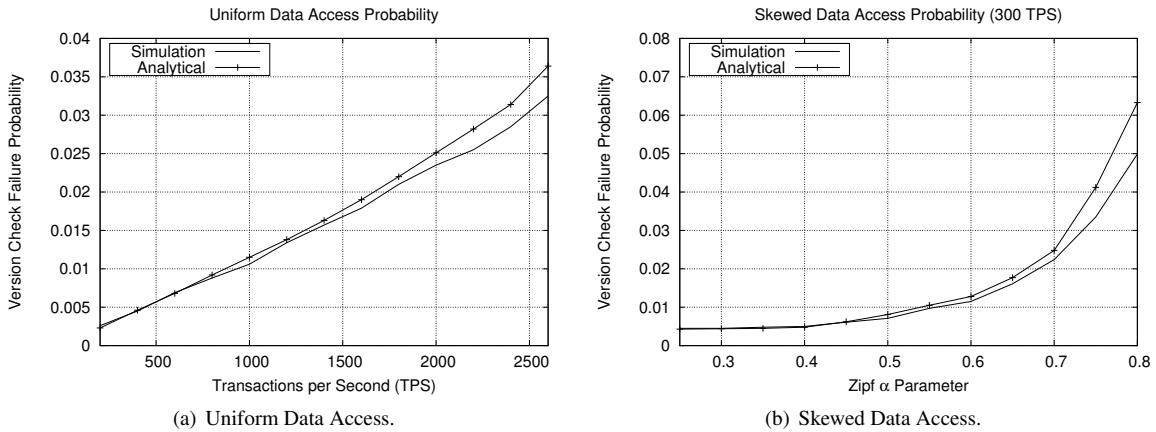 Uniform Data Access Probability
Version Check Failure Probability
0.04
0.035
0.03
0.025
0.02
0.015
0.01
0.005
0
Simulation
Analytical
500
1000
1500
2000
2500
Transactions per Second (TPS)
(a) Uniform Data Access.
Skewed Data Access Probability (300 TPS)
Version Check Failure Probability
0.08
0.07
0.06
0.05
0.04
0.03
0.02
0.01
0
Simulation
Analytical
0.3
0.4
0.5
0.6
0.7
0.8
Zipf α Parameter
(b) Skewed Data Access.